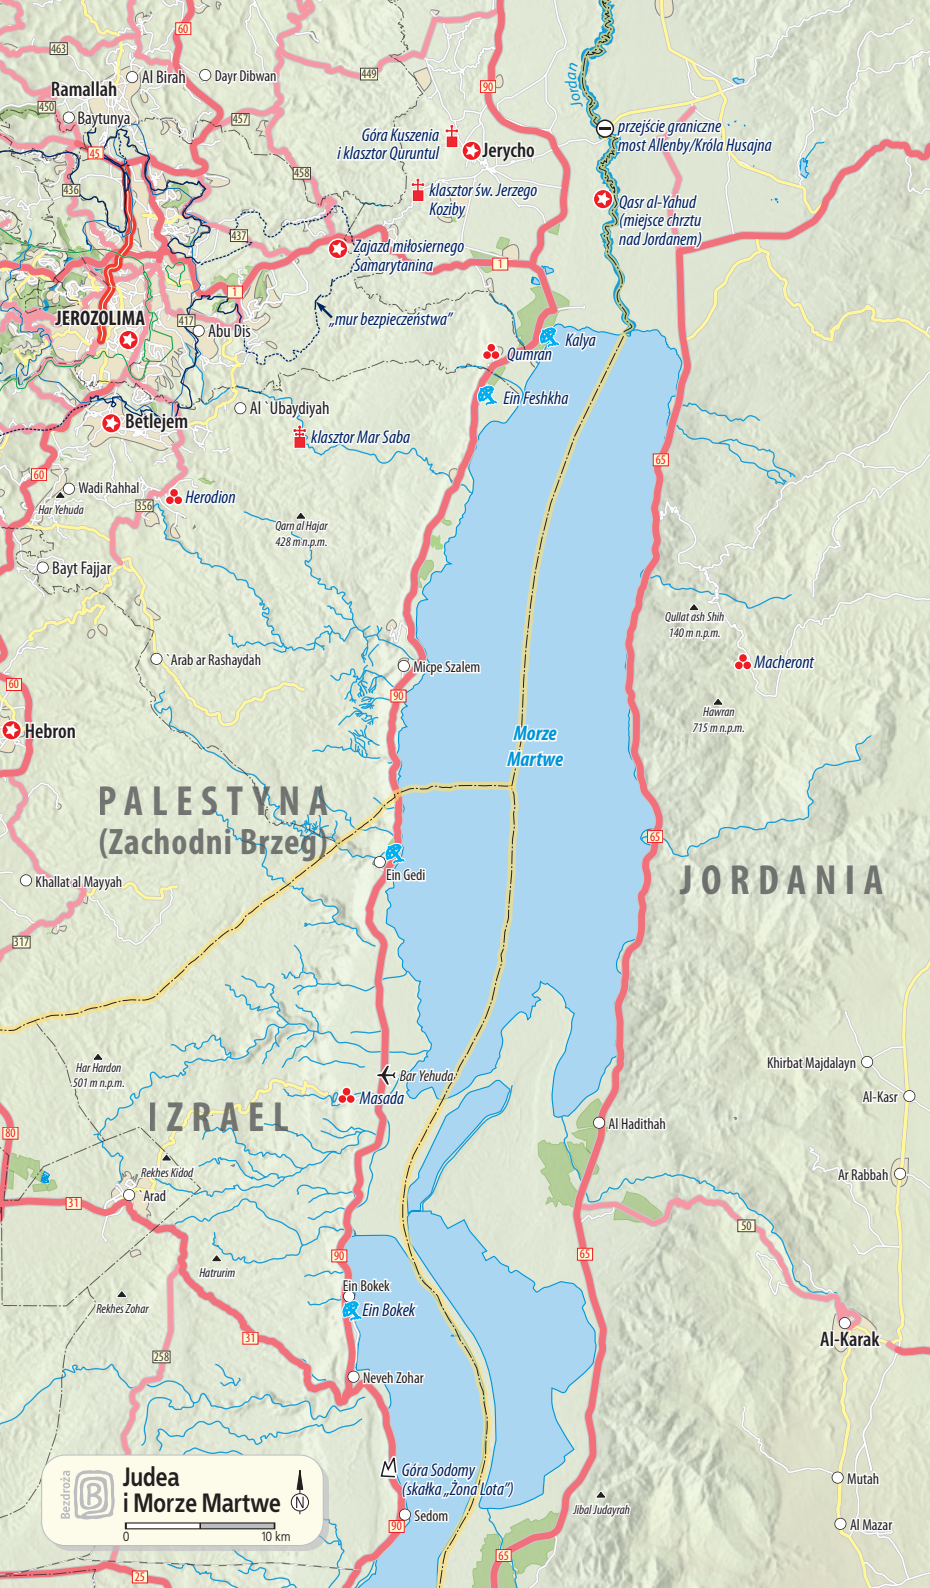 60
463
Al Birah
Dayr Dibwan
449
Ramallah
90
Jordan
450
Baytunya
457
Góra Kuszenia
i klasztor Quruntul
przejście graniczne
most Allenby/Króla Husajna
45
Jerycho
458
436
klasztor św. Jerzego
Koziby
Qasr al-Yahud
(miejsce chrztu
nad Jordanem)
437
Zajazd miłosiernego
Samarytanina
1
1
JEROZOLIMA
417
Abu Dis
„mur bezpieczeństwa”
Kalya
Qumran
Ein Feshkha
Al `Ubaydiyah
Betlejem
klasztor Mar Saba
65
60
Wadi Rahhal
Herodion
356
Har Yehuda
Qarn al Hajar
428 m n.p.m.
Bayt Fajjar
Qullat ash Shih
140 m n.p.m.
`Arab ar Rashaydah
Micpe Szalem
Macheront
60
90
Hawran
715 m n.p.m.
Hebron
Morze
Martwe
PALESTYNA
(Zachodni Brzeg)
65
Ein Gedi
Khallat al Mayyah
JORDANIA
317
Har Hardon
501 m n.p.m.
Khirbat Majdalayn
Bar Yehuda
Masada
Al-Kasr
IZRAEL
80
Al Hadithah
Rekhes Kidod
Ar Rabbah
`Arad
31
50
90
65
Hatrurim
Ein Bokek
Rekhes Zohar
Ein Bokek
31
Al-Karak
258
Neveh Zohar
Góra Sodomy
(skałka „Żona Lota”)
Mutah
Jibal Judayrah
Sedom
90
Al Mazar
65
25
Bezdroża
Judea
i Morze Martwe
N
0
10 km